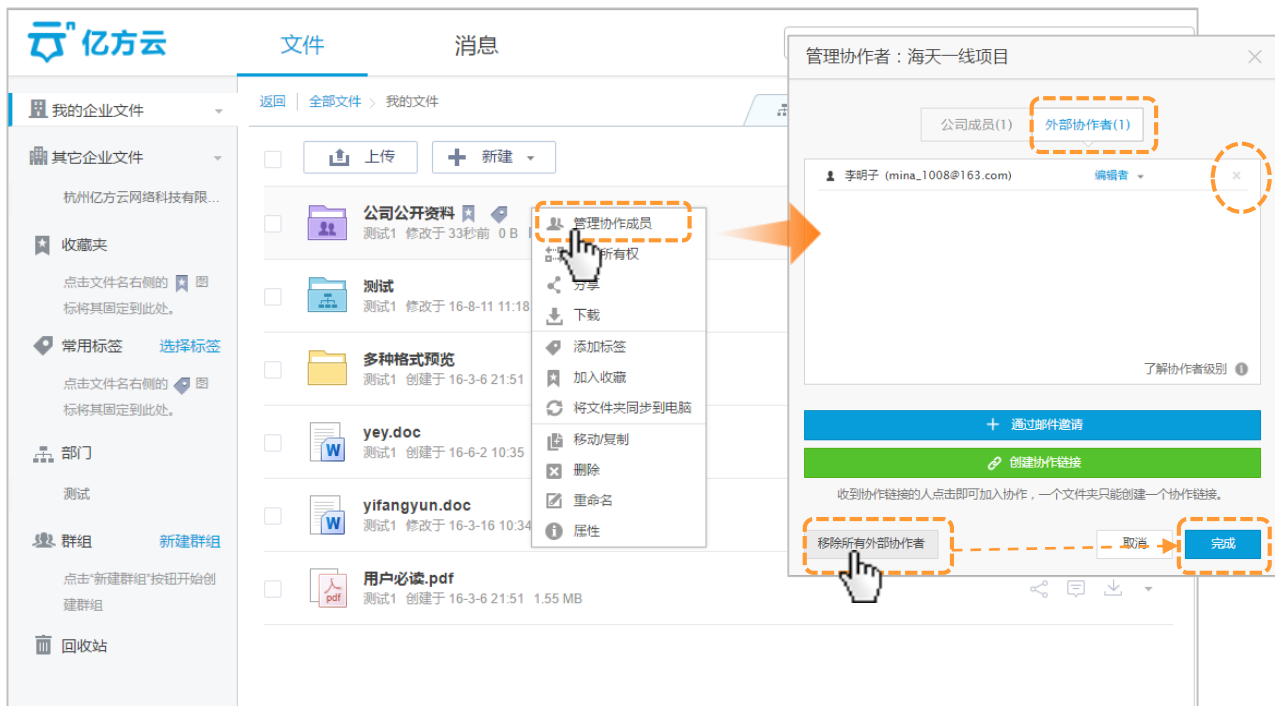 亿方云
文件
消息
我的企业文件
其它企业文件
杭州亿方云网络科技有限...
收藏夹
点击文件名右侧的 图
标将其固定到此处。
常用标签 选择标签
点击文件名右侧的 图
标将其固定到此处。
部门
测试
群组 新建群组
点击“新建群组”按钮开始创
建群组
回收站
返回 全部文件 > 我的文件
上传 新建
公司公开资料
测试1 修改于 33秒前 0 B
测试
测试1 修改于 16-8-11 11:18
多种格式预览
测试1 创建于 16-3-6 21:51
yey.doc
测试1 创建于 16-6-2 10:35
yifangyun.doc
测试1 修改于 16-3-16 10:34
用户必读.pdf
测试1 创建于 16-3-6 21:51 1.55 MB
W
W
pdf
管理协作成员
所有权
分享
下载
添加标签
加入收藏
将文件夹同步到电脑
移动/复制
删除
重命名
属性
管理协作者：海天一线项目
公司成员(1) 外部协作者(1)
李明子 (mina_1008@163.com) 编辑者
了解协作者级别
通过邮件邀请
创建协作链接
收到协作链接的人点击即可加入协作，一个文件夹只能创建一个协作链接。
移除所有外部协作者 取消 完成